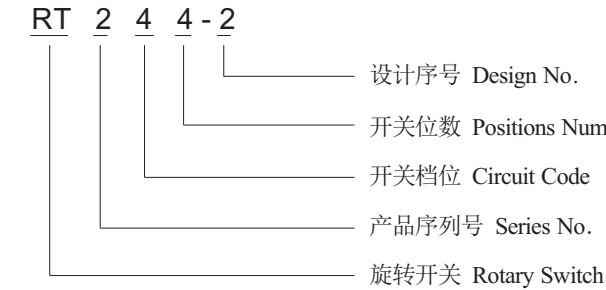 RT 2 4 4 - 2
设计序号 Design No.
开关位数 Positions Num
开关档位 Circuit Code
产品序列号 Series No.
旋转开关 Rotary Switch